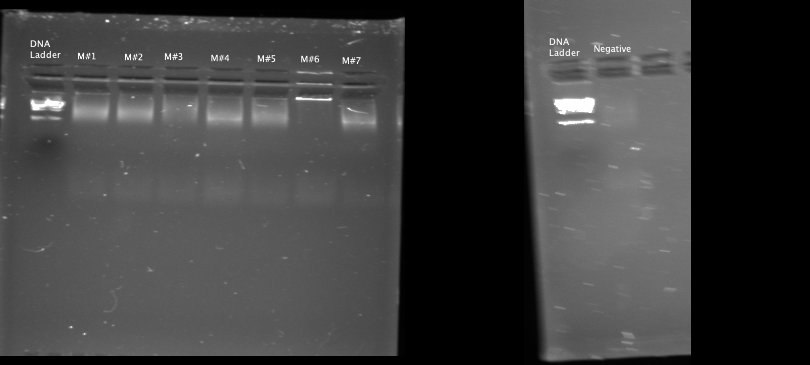 DNA
Ladder
M#1
M#2
M#3
M#4
M#5
M#6
M#7
DNA
Ladder
Negative